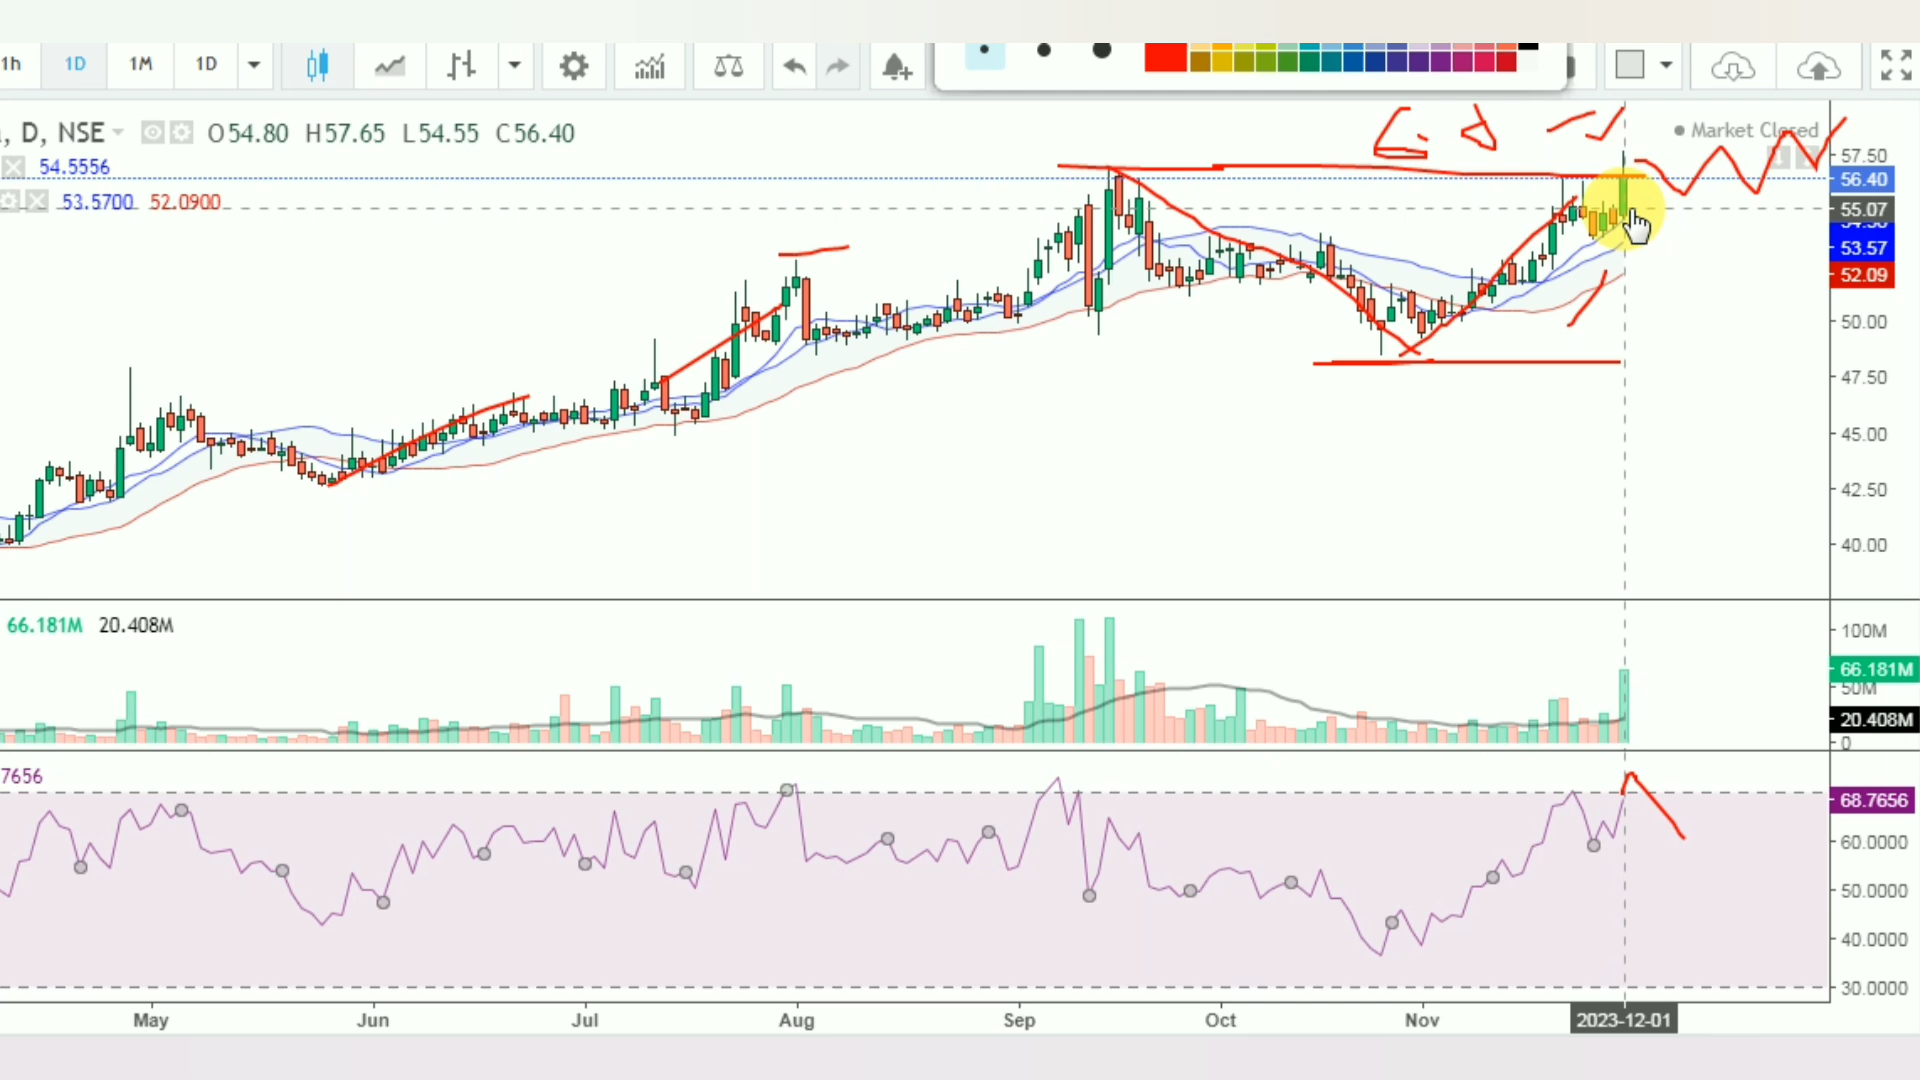 1h 1D 1M 1D
, D, NSE O54.80 H57.65 L54.55 C56.40
Market Closed
54.5556
53.5700 52.0900
57.50
56.40
55.07
53.57
52.09
50.00
47.50
45.00
42.50
40.00
66.181M 20.408M
100M
66.181M
50M
20.408M
0
7656
68.7656
60.0000
50.0000
40.0000
30.0000
May Jun Jul Aug Sep Oct Nov 2023-12-01